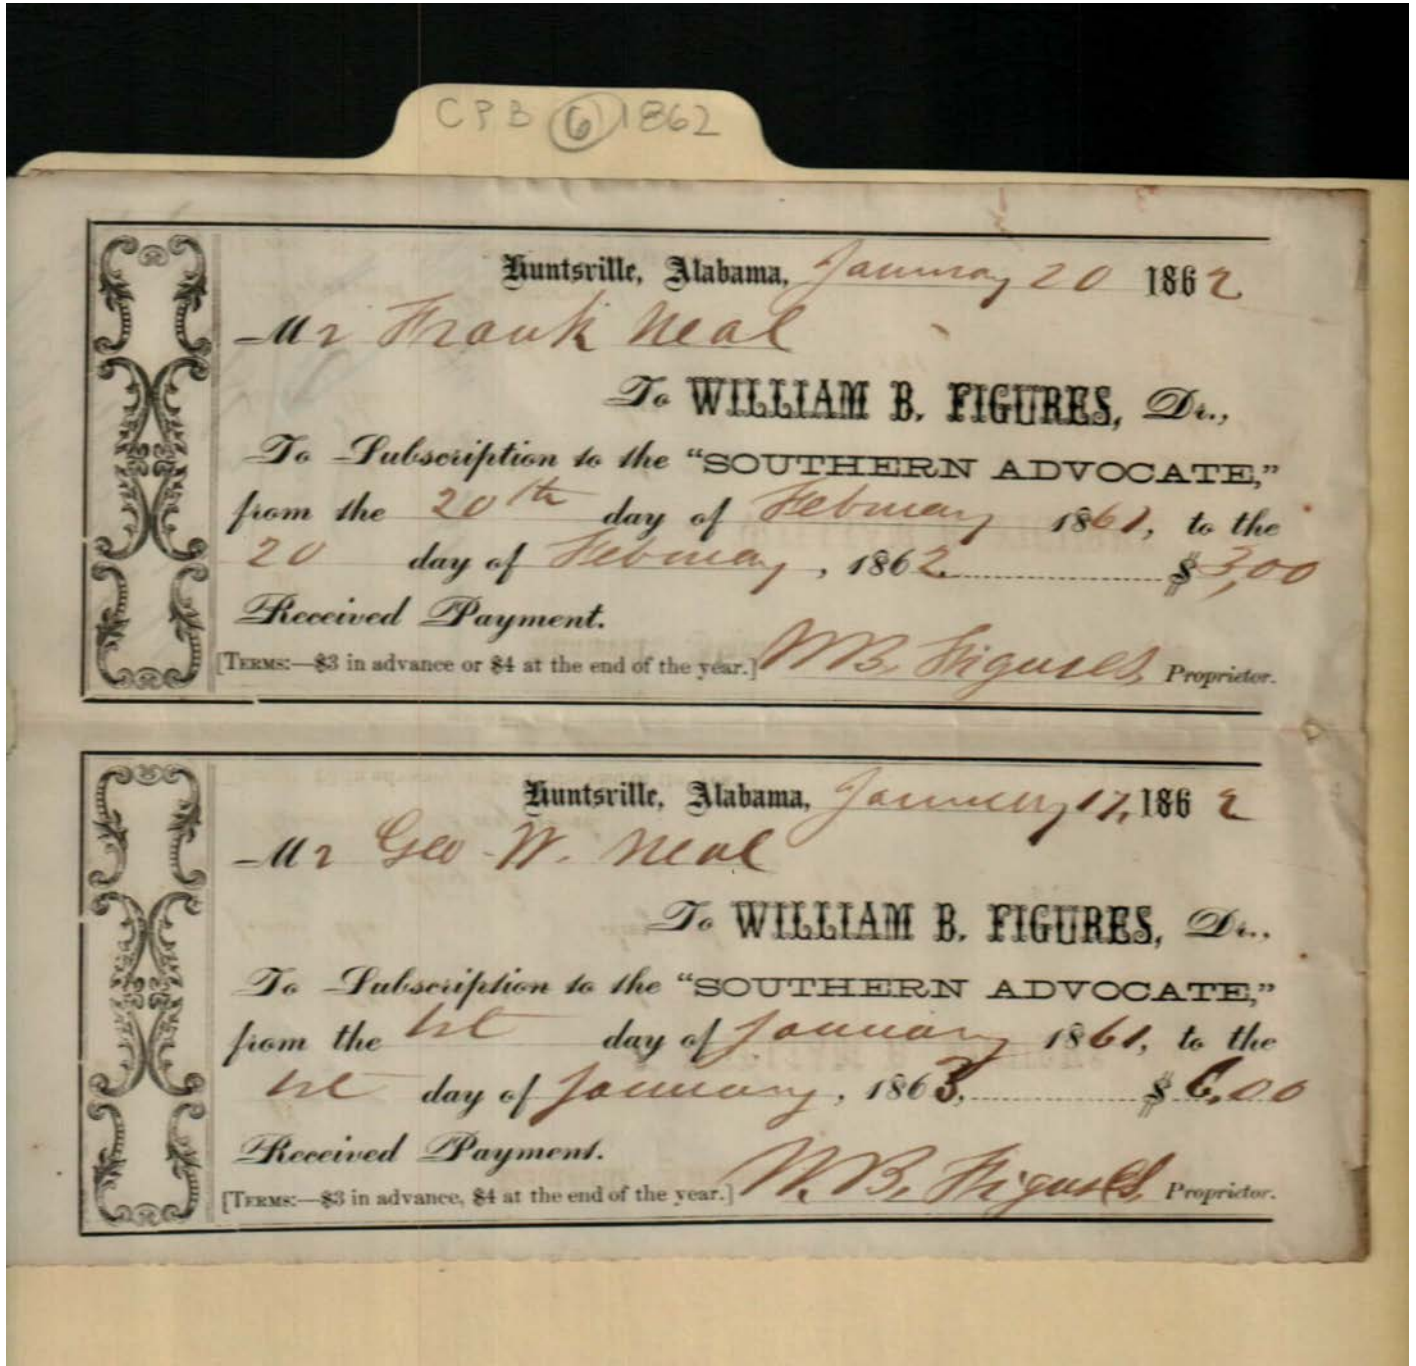 CPB 6 1862
Huntsville, Alabama, January 20 1862
Mr Frank Neal
To WILLIAM B. FIGURES, Dr.,
To Subscription to the "SOUTHERN ADVOCATE,"
from the 20th day of February 1861, to the
20 day of February, 1862. $3,00
Received Payment.
[TERMS:—$3 in advance or $4 at the end of the year.] W B. Figures Proprietor.
Huntsville, Alabama, January 17, 1862
Mr Geo W. Neal
To WILLIAM B. FIGURES, Dr.,
To Subscription to the "SOUTHERN ADVOCATE,"
from the 1st day of January 1861, to the
1st day of January, 1863, $6.00
Received Payment.
[TERMS:—$3 in advance, $4 at the end of the year.] W. B. Figures Proprietor.